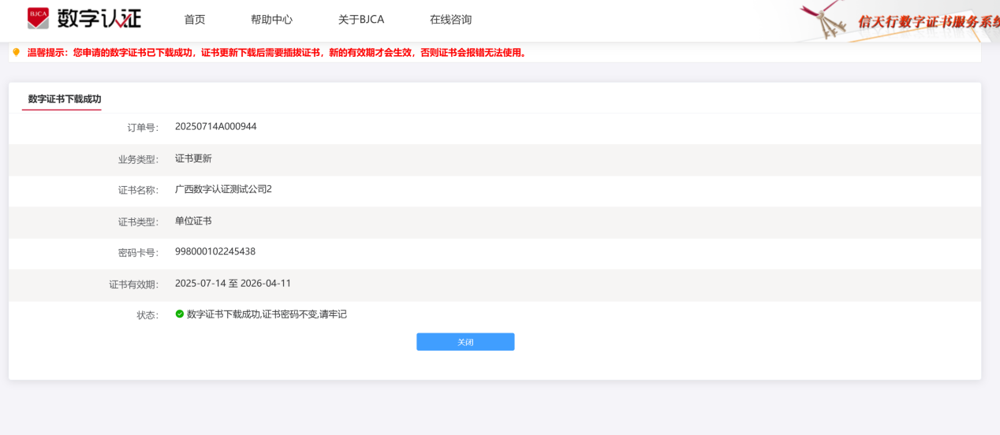 BJCA 数字认证 首页 帮助中心 关于BJCA 在线咨询 信天行数字证书服务系统
温馨提示：您申请的数字证书已下载成功，证书更新下载后需要插拔证书，新的有效期才会生效，否则证书会报错无法使用。
数字证书下载成功
订单号： 20250714A000944
业务类型： 证书更新
证书名称： 广西数字认证测试公司2
证书类型： 单位证书
密码卡号： 998000102245438
证书有效期： 2025-07-14 至 2026-04-11
状态： 数字证书下载成功,证书密码不变,请牢记
关闭